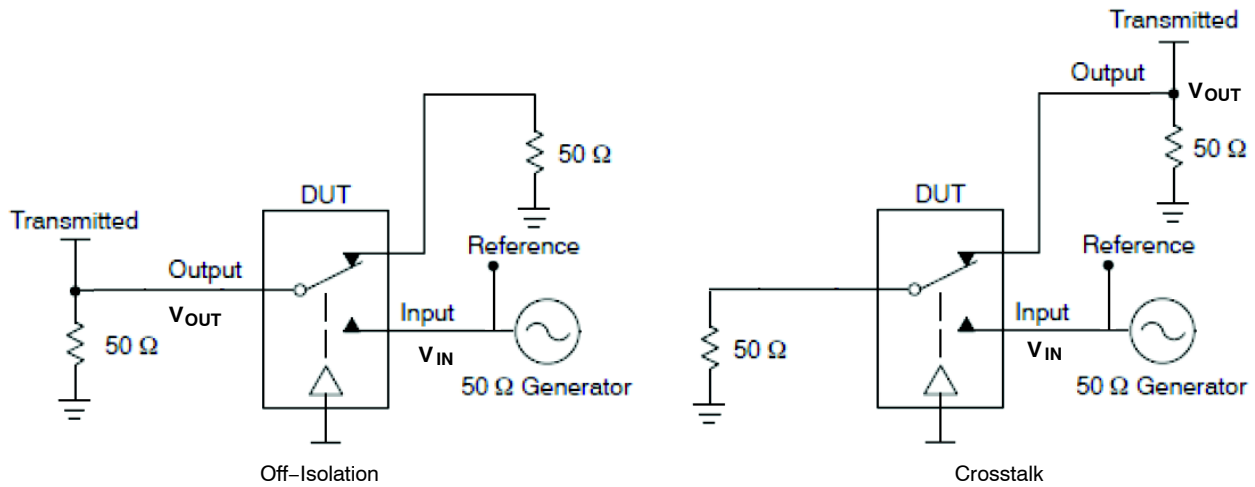 50 Ω
DUT
Transmitted
Output
VOUT
50 Ω
Reference
Input
VIN
50 Ω Generator
Off−Isolation
Transmitted
Output
VOUT
50 Ω
DUT
Reference
50 Ω
Input
VIN
50 Ω Generator
Crosstalk